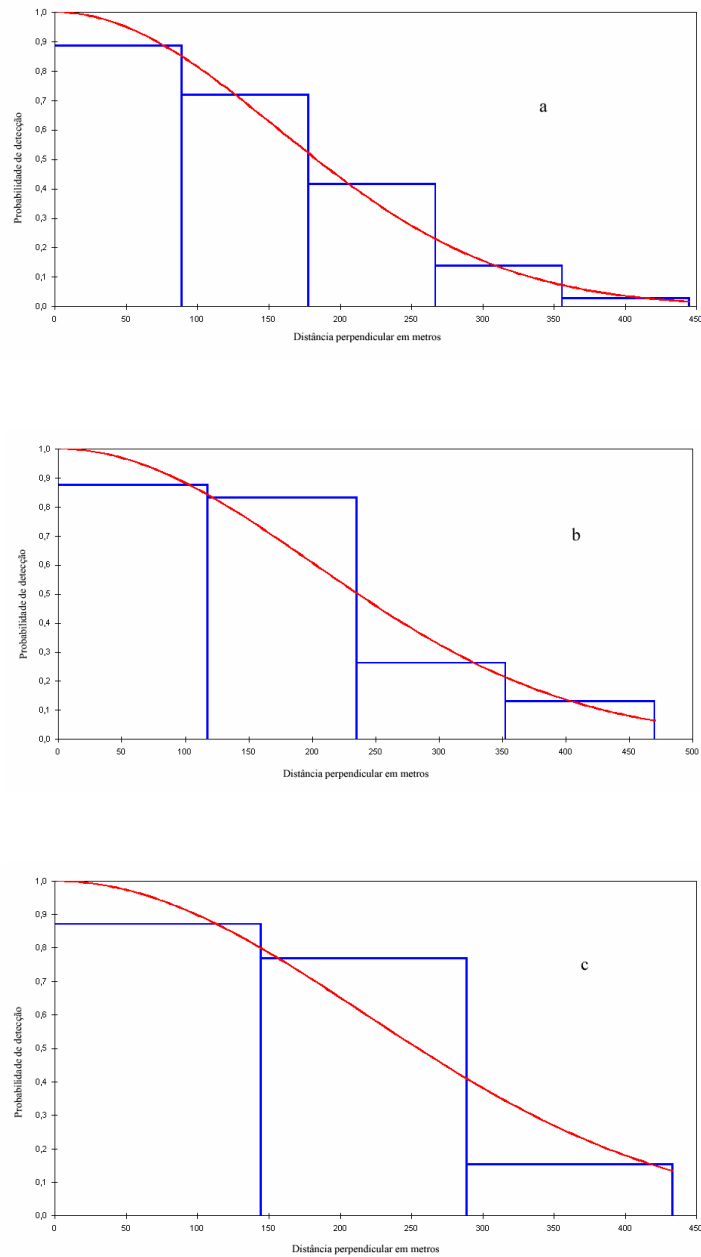 1,0
0,9
0,8
0,7
0,6
0,5
0,4
0,3
0,2
0,1
0,0
Probabilidade de detecção
a
0 50 100 150 200 250 300 350 400 450
Distância perpendicular em metros
1,0
0,9
0,8
0,7
0,6
0,5
0,4
0,3
0,2
0,1
0,0
Probabilidade de detecção
b
0 50 100 150 200 250 300 350 400 450 500
Distância perpendicular em metros
1,0
0,9
0,8
0,7
0,6
0,5
0,4
0,3
0,2
0,1
0,0
Probabilidade de detecção
c
0 50 100 150 200 250 300 350 400 450
Distância perpendicular em metros